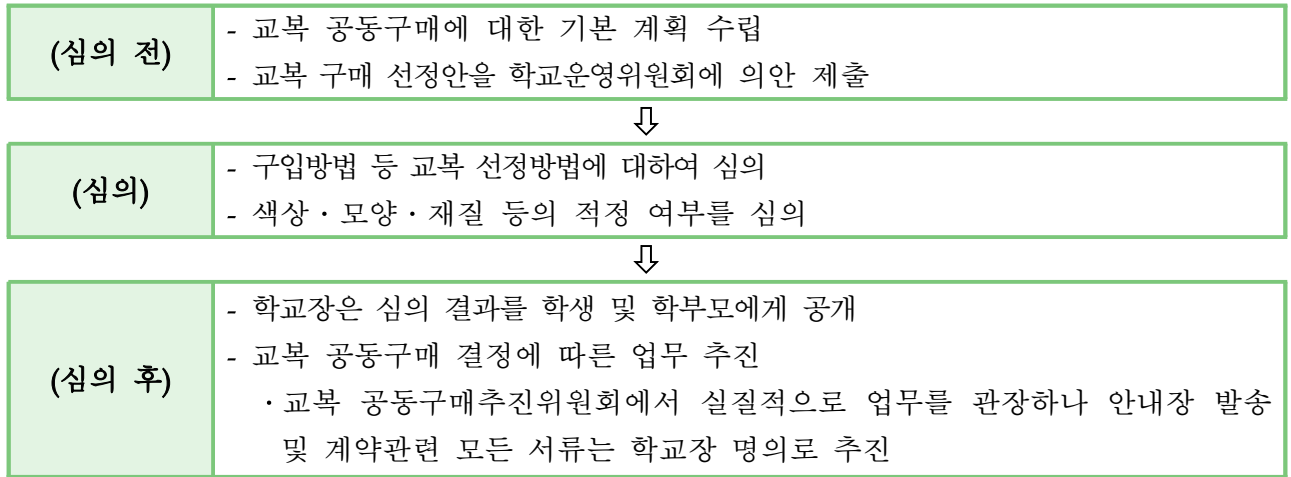 (심의 전)
- 교복 공동구매에 대한 기본 계획 수립
- 교복 구매 선정안을 학교운영위원회에 의안 제출
⇩
(심의)
- 구입방법 등 교복 선정방법에 대하여 심의
- 색상·모양·재질 등의 적정 여부를 심의
⇩
(심의 후)
- 학교장은 심의 결과를 학생 및 학부모에게 공개
- 교복 공동구매 결정에 따른 업무 추진
·교복 공동구매추진위원회에서 실질적으로 업무를 관장하나 안내장 발송
및 계약관련 모든 서류는 학교장 명의로 추진